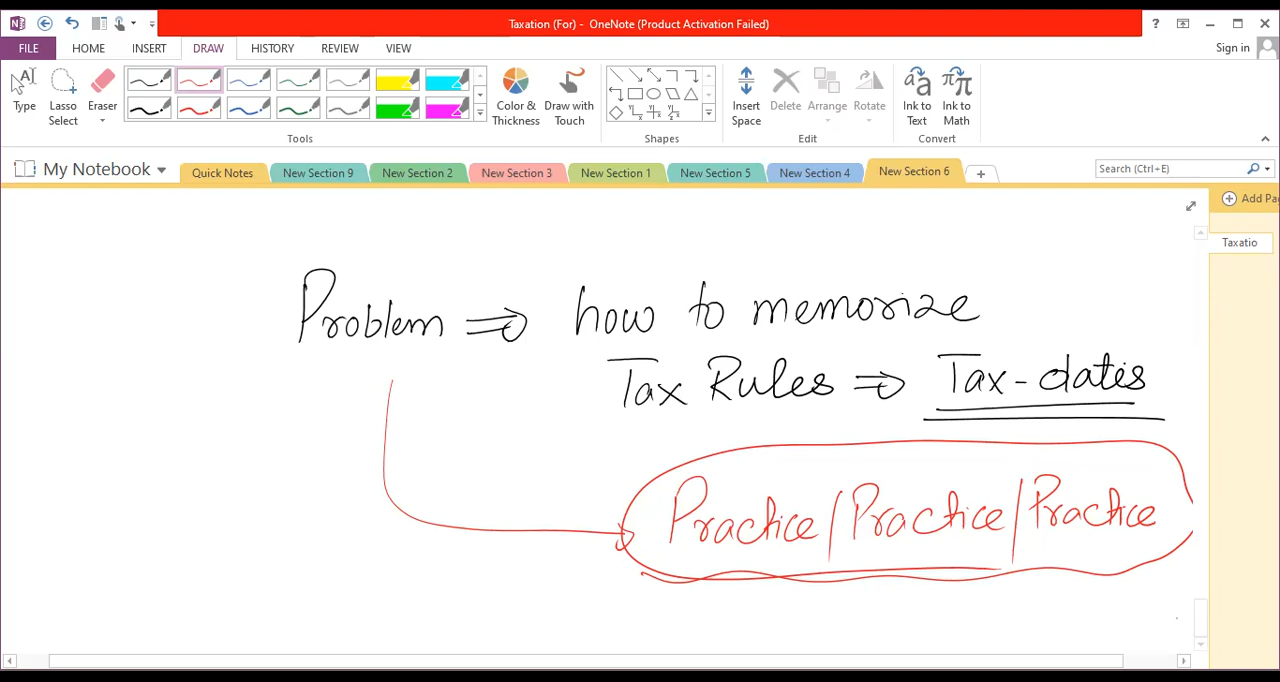 Taxation (For) - OneNote (Product Activation Failed)
?
Sign in
FILE HOME INSERT DRAW HISTORY REVIEW VIEW
Type Lasso Select Eraser Color & Thickness Draw with Touch Insert Space Delete Arrange Rotate Ink to Text Ink to Math
Tools Shapes Edit Convert
My Notebook Quick Notes New Section 9 New Section 2 New Section 3 New Section 1 New Section 5 New Section 4 New Section 6 Search (Ctrl+E)
Add Pa
Taxatio
Problem ⇒ how to memorize
Tax Rules ⇒ Tax-dates
Practice/Practice/Practice